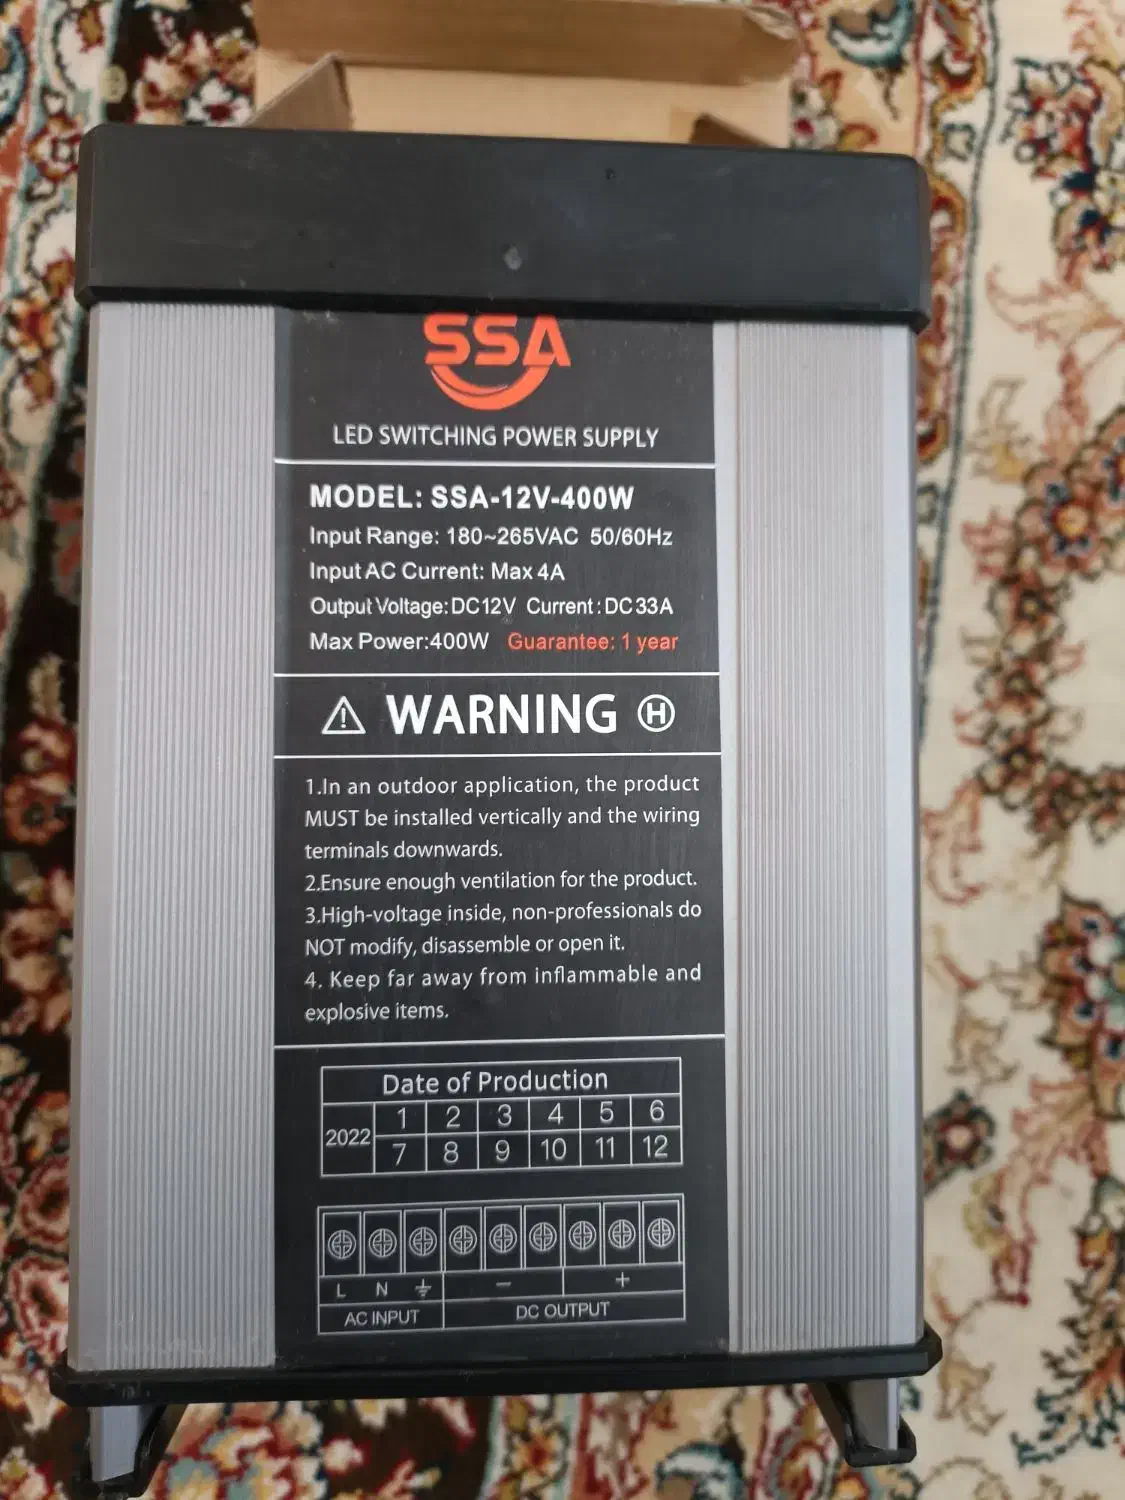 SSA
LED SWITCHING POWER SUPPLY
MODEL: SSA-12V-400W
Input Range: 180~265VAC 50/60Hz
Input AC Current: Max 4A
Output Voltage: DC12V Current: DC33A
Max Power:400W Guarantee: 1 year
WARNING H
1.In an outdoor application, the product
MUST be installed vertically and the wiring
terminals downwards.
2.Ensure enough ventilation for the product.
3.High-voltage inside, non-professionals do
NOT modify, disassemble or open it.
4. Keep far away from inflammable and
explosive items.
Date of Production
2022 1 2 3 4 5 6
7 8 9 10 11 12
L N - +
AC INPUT DC OUTPUT